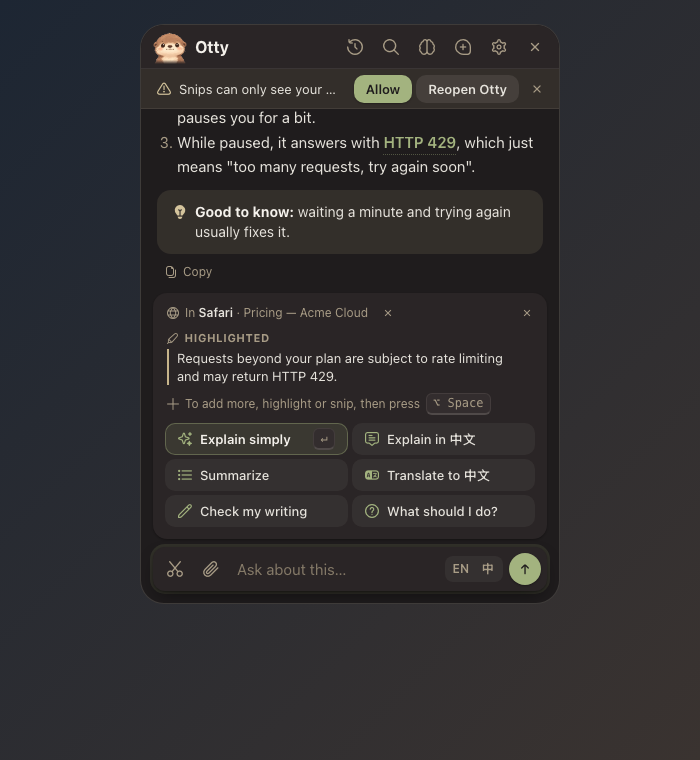 Otty
Snips can only see your ...
Allow
Reopen Otty
pauses you for a bit.
3. While paused, it answers with HTTP 429, which just
means "too many requests, try again soon".
Good to know: waiting a minute and trying again
usually fixes it.
Copy
In Safari · Pricing — Acme Cloud
HIGHLIGHTED
Requests beyond your plan are subject to rate limiting
and may return HTTP 429.
To add more, highlight or snip, then press ⌥ Space
Explain simply ↵
Explain in 中文
Summarize
Translate to 中文
Check my writing
What should I do?
Ask about this...
EN 中